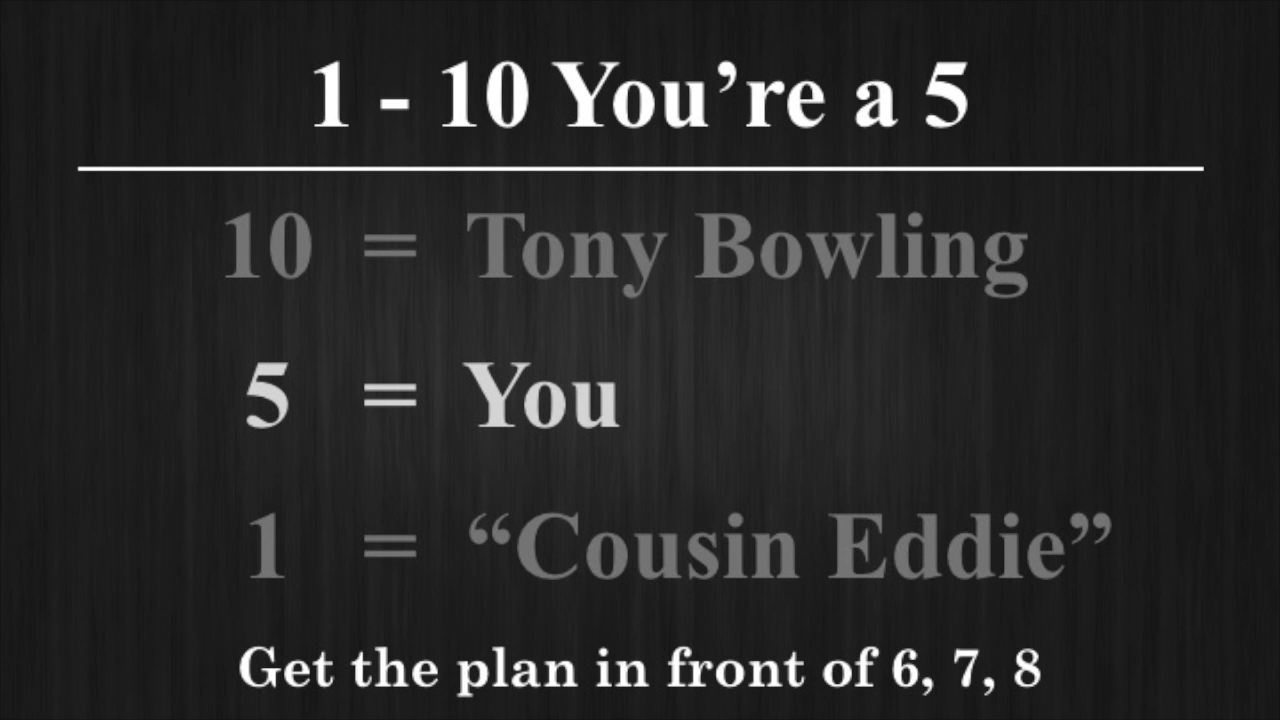 1 - 10 You’re a 5
10 = Tony Bowling
5 = You
1 = “Cousin Eddie”
Get the plan in front of 6, 7, 8